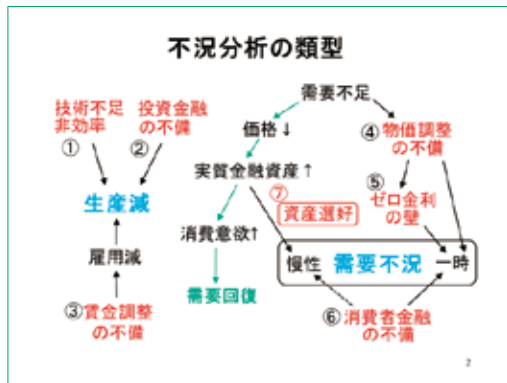 不況分析の類型
需要不足
技術不足
非効率
①
投資金融
の不備
②
生産減
雇用減
③賃金調整
の不備
価格↓
実質金融資産↑
消費意欲↑
需要回復
④物価調整
の不備
⑤
ゼロ金利
の壁
⑦
資産選好
慢性 需要不況 一時
⑥消費者金融
の不備
2